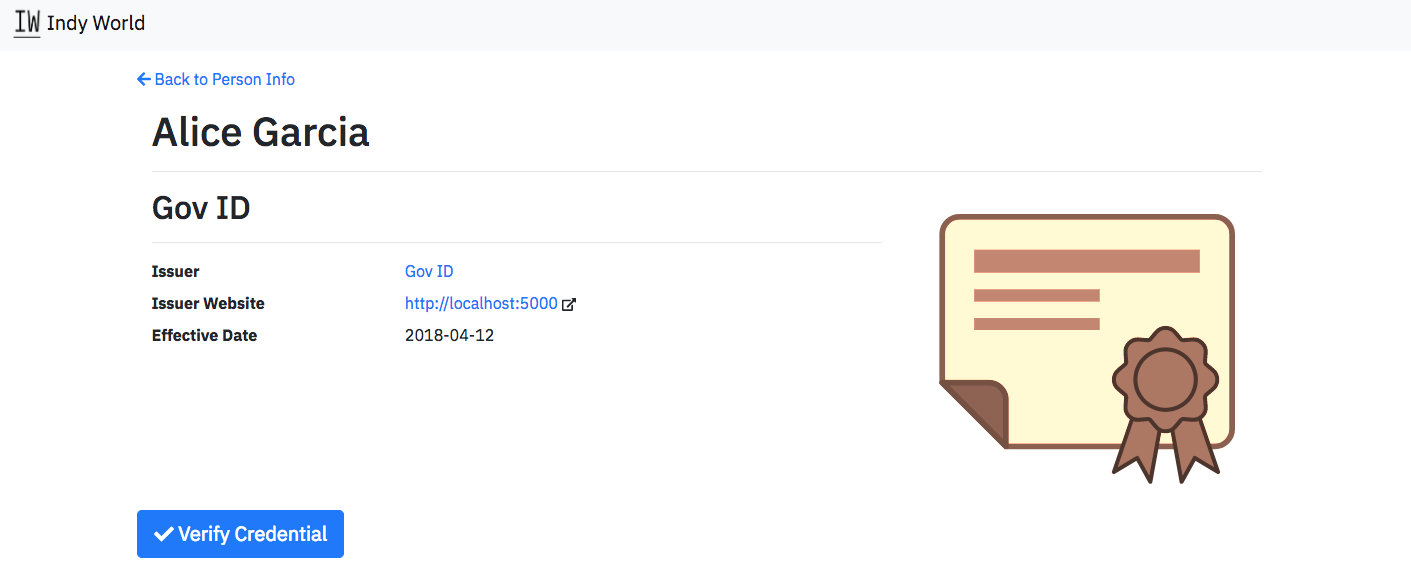 IW Indy World
Back to Person Info
Alice Garcia
Gov ID
Issuer Gov ID
Issuer Website http://localhost:5000
Effective Date 2018-04-12
Verify Credential